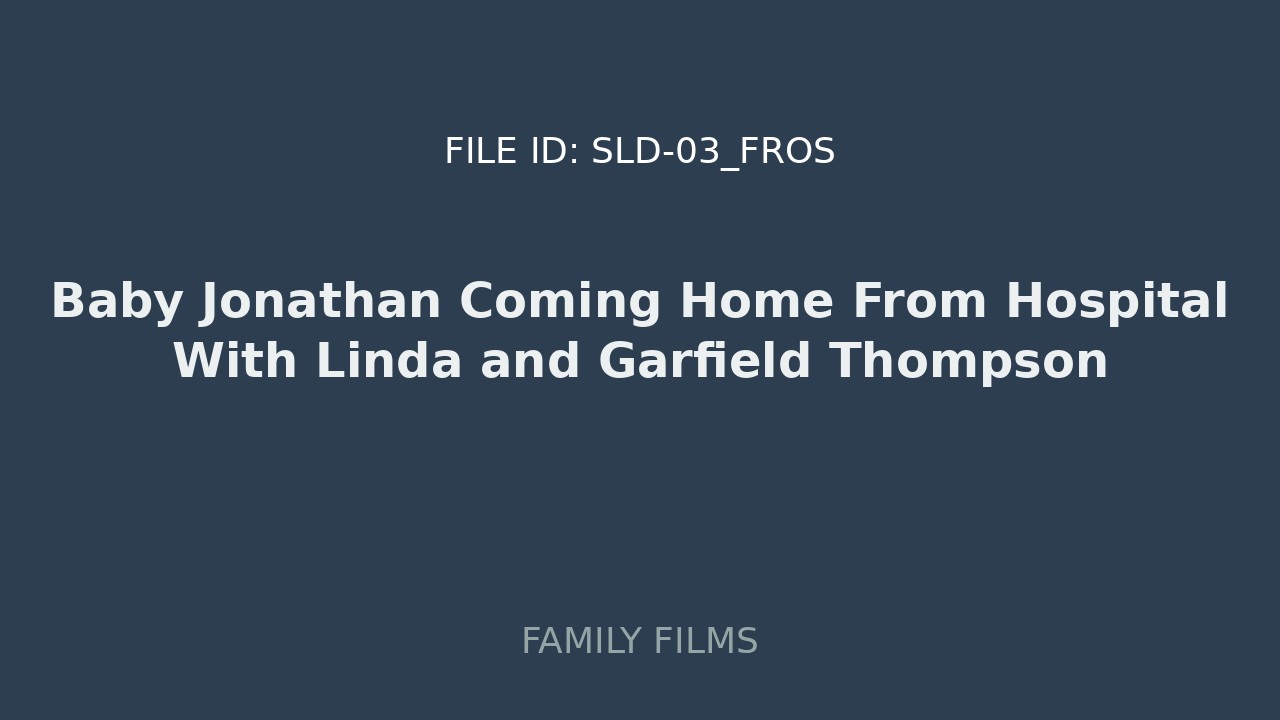 FILE ID: SLD-03_FROS
Baby Jonathan Coming Home From Hospital
With Linda and Garfield Thompson
FAMILY FILMS